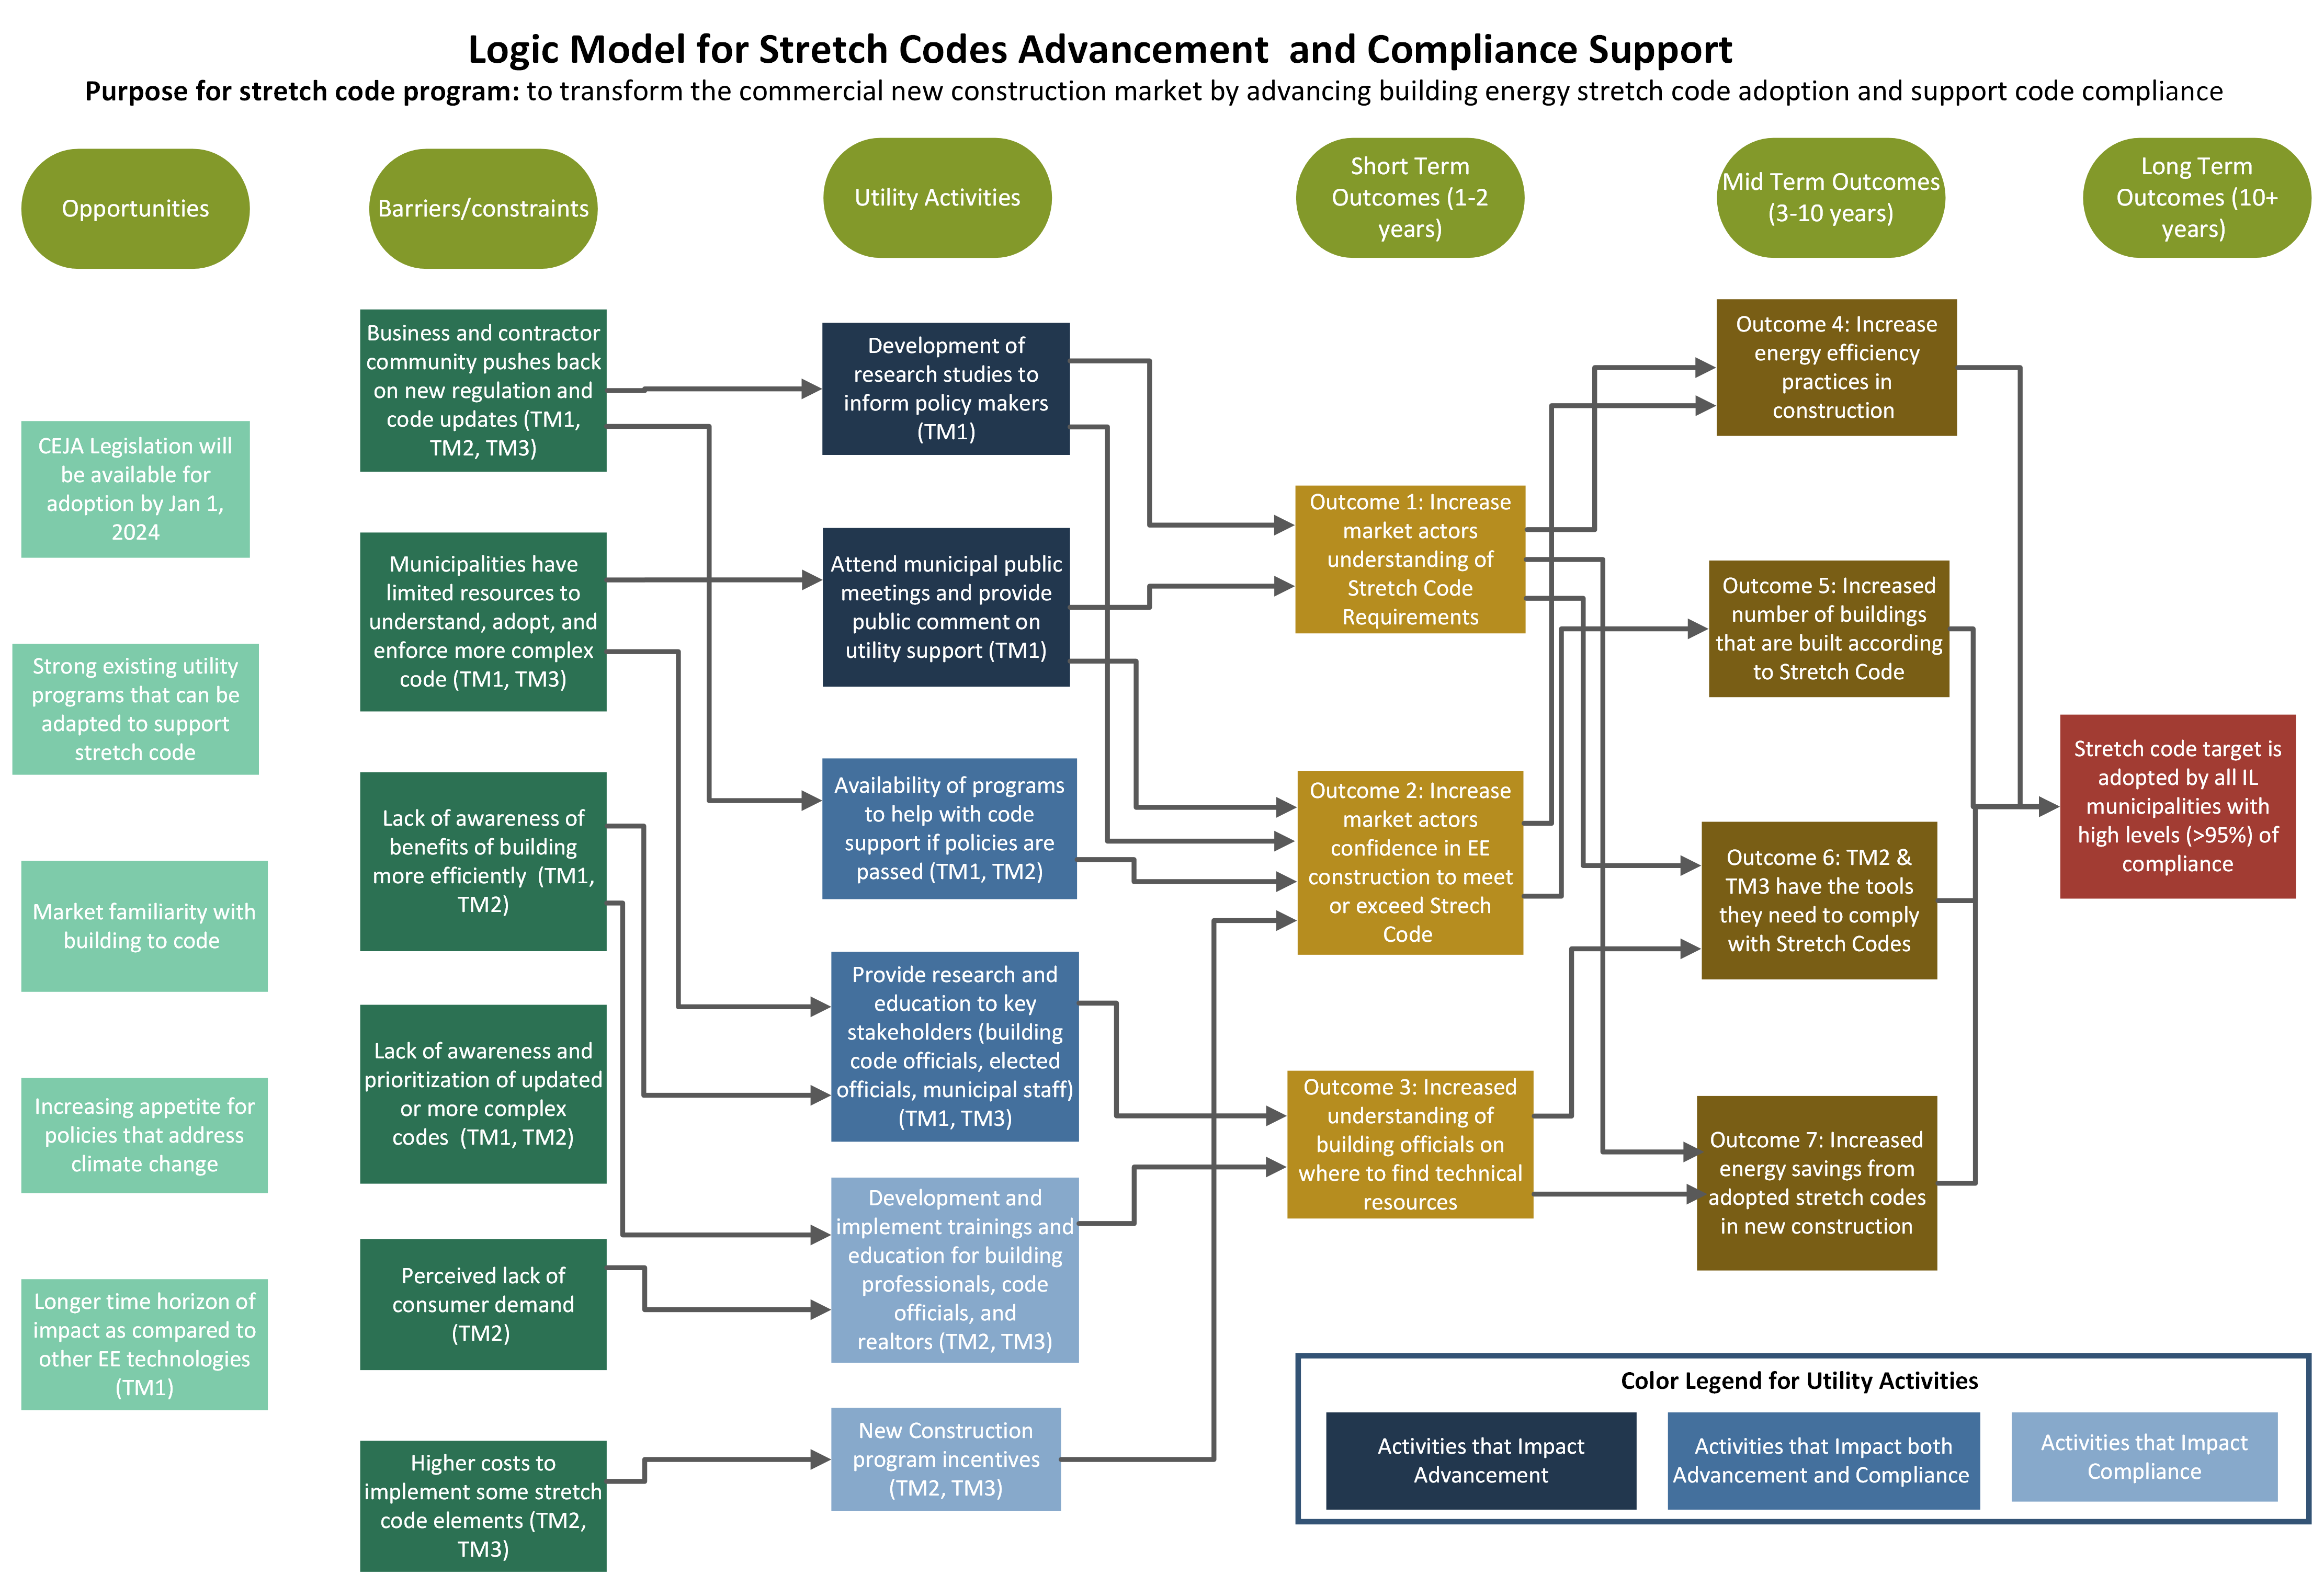 Logic Model for Stretch Codes Advancement  and Compliance Support
Purpose for stretch code program: to transform the commercial new construction market by advancing building energy stretch code adoption and support code compliance
Opportunities
Barriers/constraints
Utility Activities
Short Term
Outcomes (1-2
years)
Mid Term Outcomes
(3-10 years)
Long Term
Outcomes (10+
years)
CEJA Legislation will
be available for
adoption by Jan 1,
2024
Strong existing utility
programs that can be
adapted to support
stretch code
Market familiarity with
building to code
Increasing appetite for
policies that address
climate change
Longer time horizon of
impact as compared to
other EE technologies
(TM1)
Business and contractor
community pushes back
on new regulation and
code updates (TM1,
TM2, TM3)
Municipalities have
limited resources to
understand, adopt, and
enforce more complex
code (TM1, TM3)
Lack of awareness of
benefits of building
more efficiently  (TM1,
TM2)
Lack of awareness and
prioritization of updated
or more complex
codes  (TM1, TM2)
Perceived lack of
consumer demand
(TM2)
Higher costs to
implement some stretch
code elements (TM2,
TM3)
Development of
research studies to
inform policy makers
(TM1)
Attend municipal public
meetings and provide
public comment on
utility support (TM1)
Availability of programs
to help with code
support if policies are
passed (TM1, TM2)
Provide research and
education to key
stakeholders (building
code officials, elected
officials, municipal staff)
(TM1, TM3)
Development and
implement trainings and
education for building
professionals, code
officials, and
realtors (TM2, TM3)
New Construction
program incentives
(TM2, TM3)
Outcome 1: Increase
market actors
understanding of
Stretch Code
Requirements
Outcome 2: Increase
market actors
confidence in EE
construction to meet
or exceed Strech
Code
Outcome 3: Increased
understanding of
building officials on
where to find technical
resources
Outcome 4: Increase
energy efficiency
practices in
construction
Outcome 5: Increased
number of buildings
that are built according
to Stretch Code
Outcome 6: TM2 &
TM3 have the tools
they need to comply
with Stretch Codes
Outcome 7: Increased
energy savings from
adopted stretch codes
in new construction
Stretch code target is
adopted by all IL
municipalities with
high levels (>95%) of
compliance
Color Legend for Utility Activities
Activities that Impact
Advancement
Activities that Impact both
Advancement and Compliance
Activities that Impact
Compliance